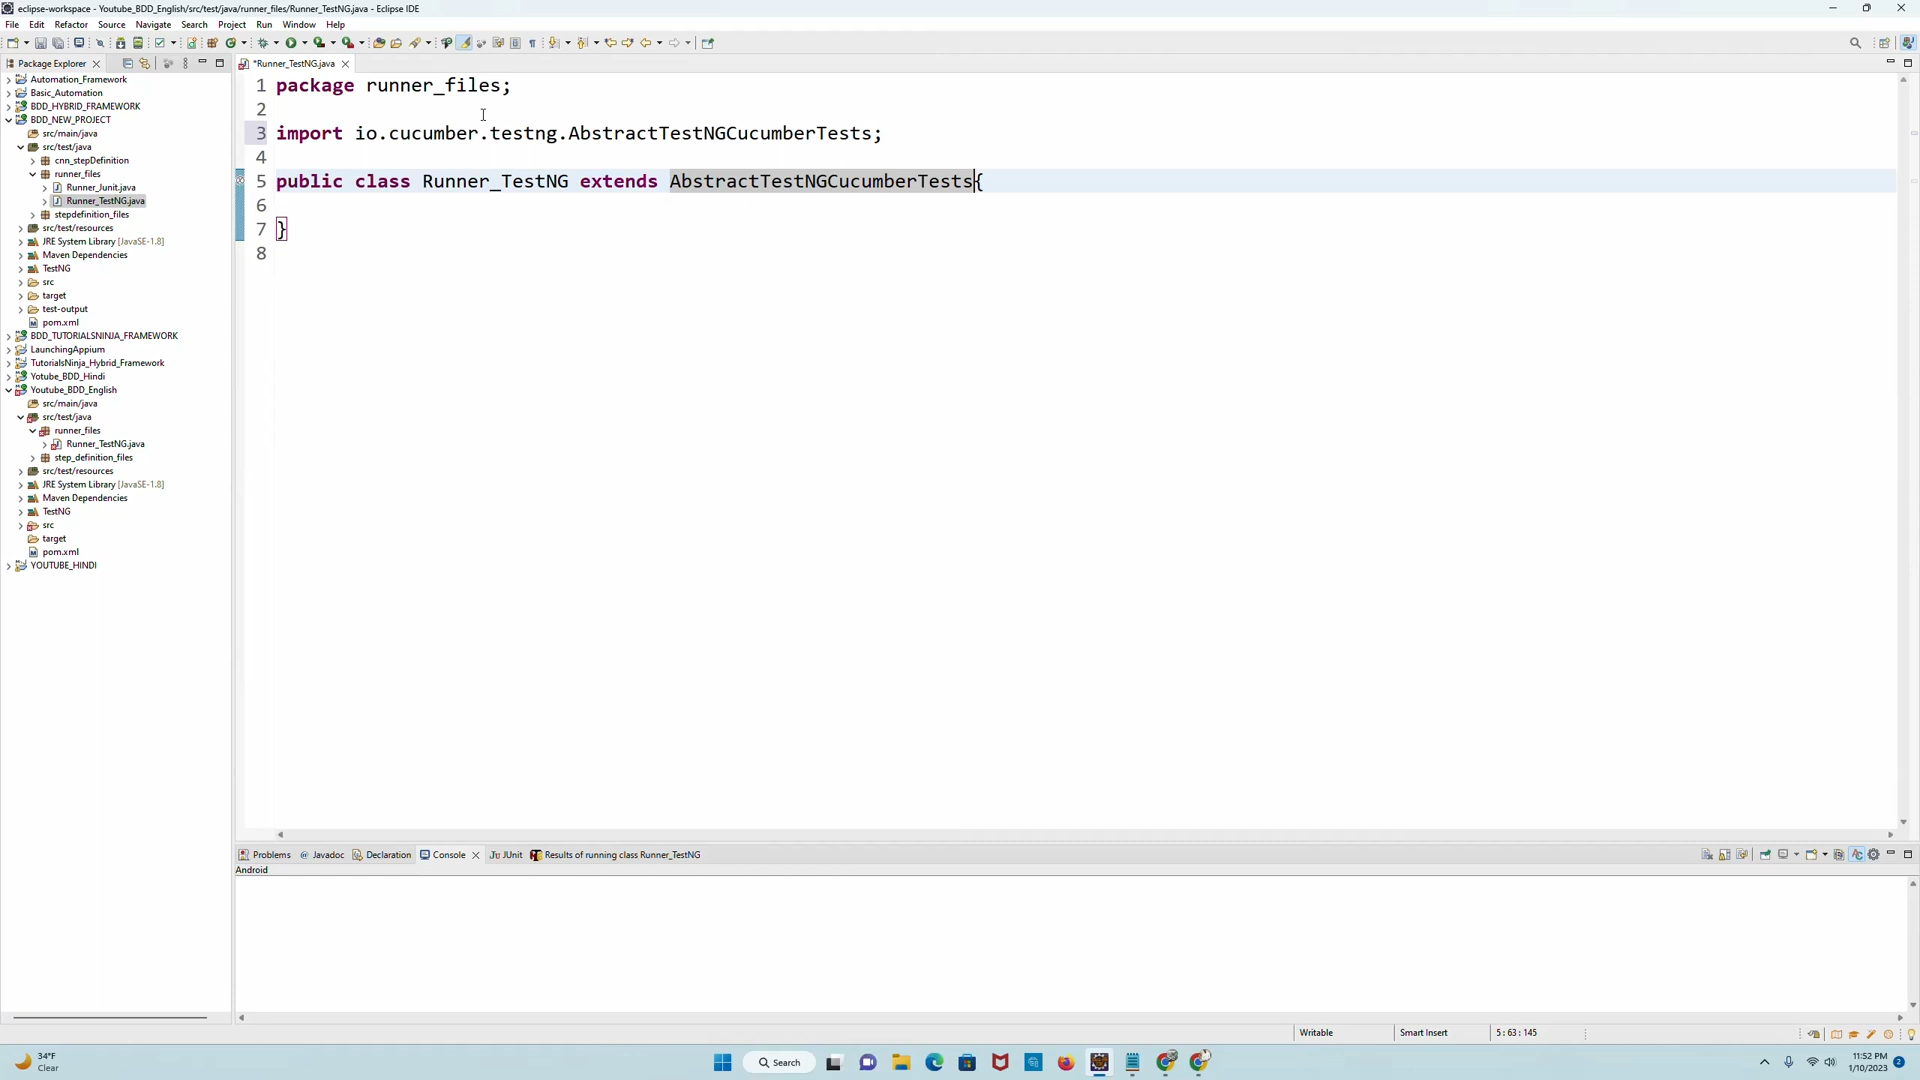 eclipse-workspace - Youtube_BDD_English/src/test/java/runner_files/Runner_TestNG.java - Eclipse IDE
File Edit Refactor Source Navigate Search Project Run Window Help
Package Explorer
*Runner_TestNG.java
Automation_Framework
Basic_Automation
BDD_HYBRID_FRAMEWORK
BDD_NEW_PROJECT
src/main/java
src/test/java
cnn_stepDefinition
runner_files
Runner_Junit.java
Runner_TestNG.java
stepdefinition_files
src/test/resources
JRE System Library [JavaSE-1.8]
Maven Dependencies
TestNG
src
target
test-output
pom.xml
BDD_TUTORIALSNINJA_FRAMEWORK
LaunchingAppium
TutorialsNinja_Hybrid_Framework
Yotube_BDD_Hindi
Youtube_BDD_English
src/main/java
src/test/java
runner_files
Runner_TestNG.java
step_definition_files
src/test/resources
JRE System Library [JavaSE-1.8]
Maven Dependencies
TestNG
src
target
pom.xml
YOUTUBE_HINDI
1 package runner_files;
2
3 import io.cucumber.testng.AbstractTestNGCucumberTests;
4
5 public class Runner_TestNG extends AbstractTestNGCucumberTests{
6
7 }
8
Problems Javadoc Declaration Console JUnit Results of running class Runner_TestNG
Android
Writable Smart Insert 5 : 63 : 145
34°F
Clear
Search
11:52 PM
1/10/2023
2